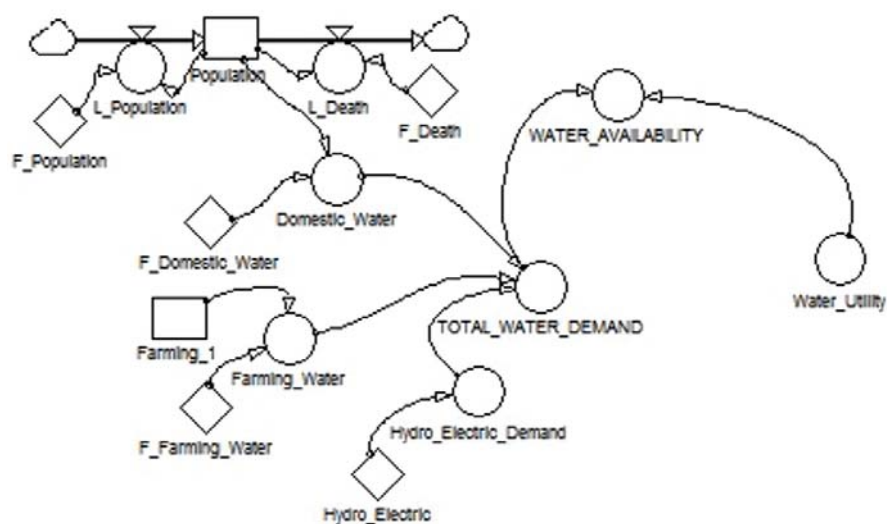 Population
L_Population
L_Death
F_Population
F_Death
WATER_AVAILABILITY
Domestic_Water
F_Domestic_Water
Water_Utility
TOTAL_WATER_DEMAND
Farming_1
Farming_Water
F_Farming_Water
Hydro_Electric_Demand
Hydro_Electric